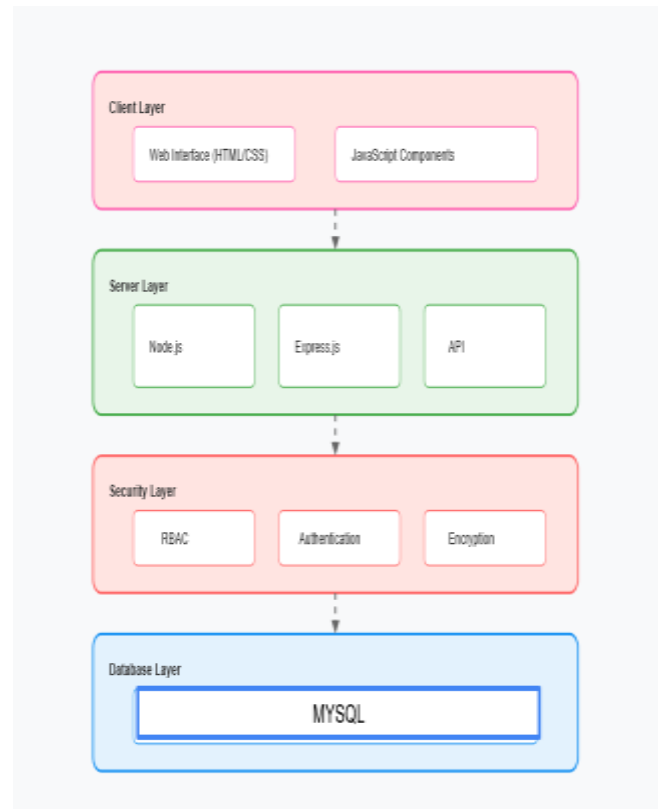 Client Layer
Web Interface (HTML/CSS)
JavaScript Components
Server Layer
Node.js
Express.js
API
Security Layer
RBAC
Authentication
Encryption
Database Layer
MYSQL